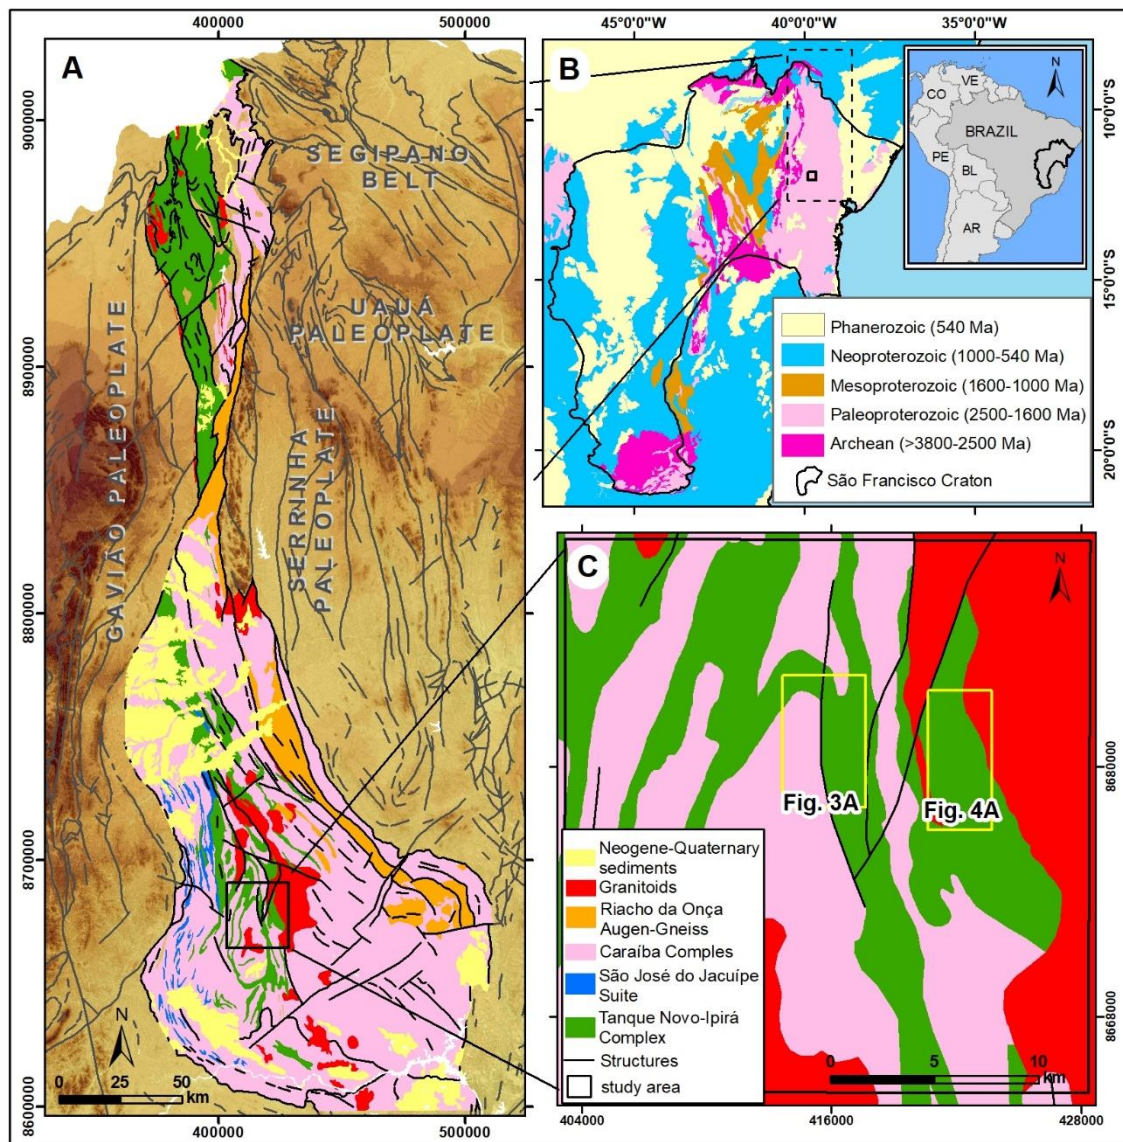 400000
500000
A
9000000
8900000
8800000
8700000
8600000
SEGIPANO
BELT
UAUÁ
PALEOPLATE
GAVIÃO PALEOPLATE
SERRINHA
PALEOPLATE
N
0 25 50
km
400000
500000
45°0'0"S
40°0'0"S
35°0'0"S
B
10°0'0"S
15°0'0"S
20°0'0"S
N
CO
VE
BRAZIL
PE
BL
AR
Phanerozoic (540 Ma)
Neoproterozoic (1000-540 Ma)
Mesoproterozoic (1600-1000 Ma)
Paleoproterozoic (2500-1600 Ma)
Archean (>3800-2500 Ma)
São Francisco Craton
C
N
Fig. 3A
Fig. 4A
8680000
8668000
Neogene-Quaternary
sediments
Granitoids
Riacho da Onça
Augen-Gneiss
Caraíba Comples
São José do Jacuípe
Suite
Tanque Novo-Ipirá
Complex
Structures
study area
0 5 10
km
404000
416000
428000